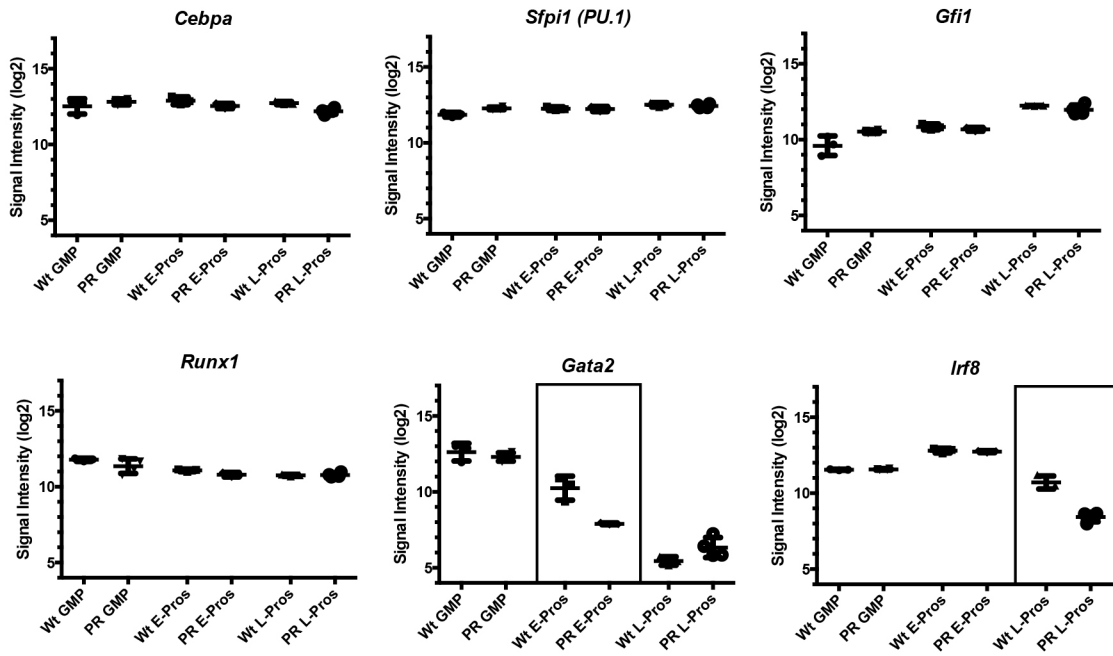 Cebpa
Signal Intensity (log2)
15
10
5
Wt GMP
PR GMP
Wt E-Pros
PR E-Pros
Wt L-Pros
PR L-Pros
Sfpi1 (PU.1)
Signal Intensity (log2)
15
10
5
Wt GMP
PR GMP
Wt E-Pros
PR E-Pros
Wt L-Pros
PR L-Pros
Gfi1
Signal Intensity (log2)
15
10
5
Wt GMP
PR GMP
Wt E-Pros
PR E-Pros
Wt L-Pros
PR L-Pros
Runx1
Signal Intensity (log2)
15
10
5
Wt GMP
PR GMP
Wt E-Pros
PR E-Pros
Wt L-Pros
PR L-Pros
Gata2
Signal Intensity (log2)
15
10
5
Wt GMP
PR GMP
Wt E-Pros
PR E-Pros
Wt L-Pros
PR L-Pros
Irf8
Signal Intensity (log2)
15
10
5
Wt GMP
PR GMP
Wt E-Pros
PR E-Pros
Wt L-Pros
PR L-Pros